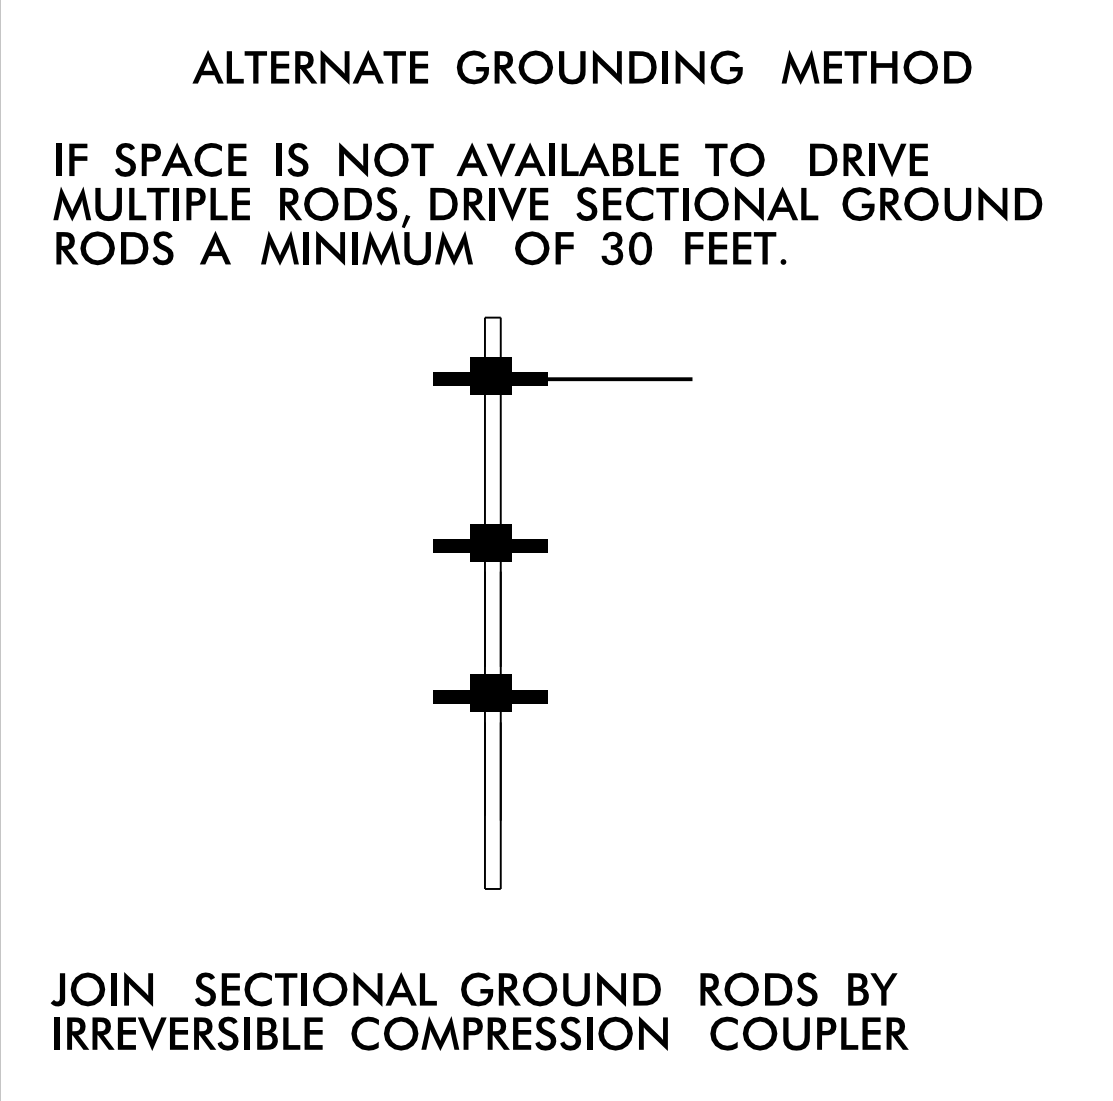 ALTERNATE GROUNDING METHOD
IF SPACE IS NOT AVAILABLE TO DRIVE
MULTIPLE RODS, DRIVE SECTIONAL GROUND
RODS A MINIMUM OF 30 FEET.
JOIN SECTIONAL GROUND RODS BY
IRREVERSIBLE COMPRESSION COUPLER